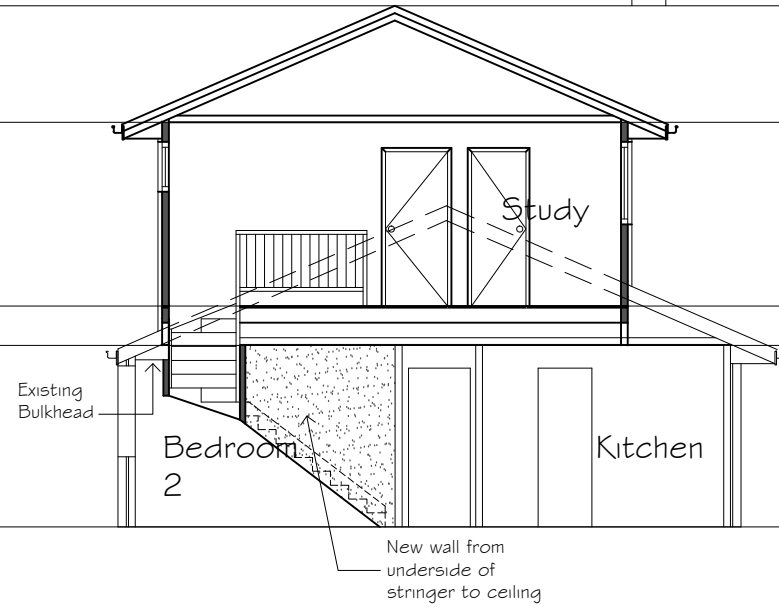 Study
Existing
Bulkhead
Bedroom
2
Kitchen
New wall from
underside of
stringer to ceiling